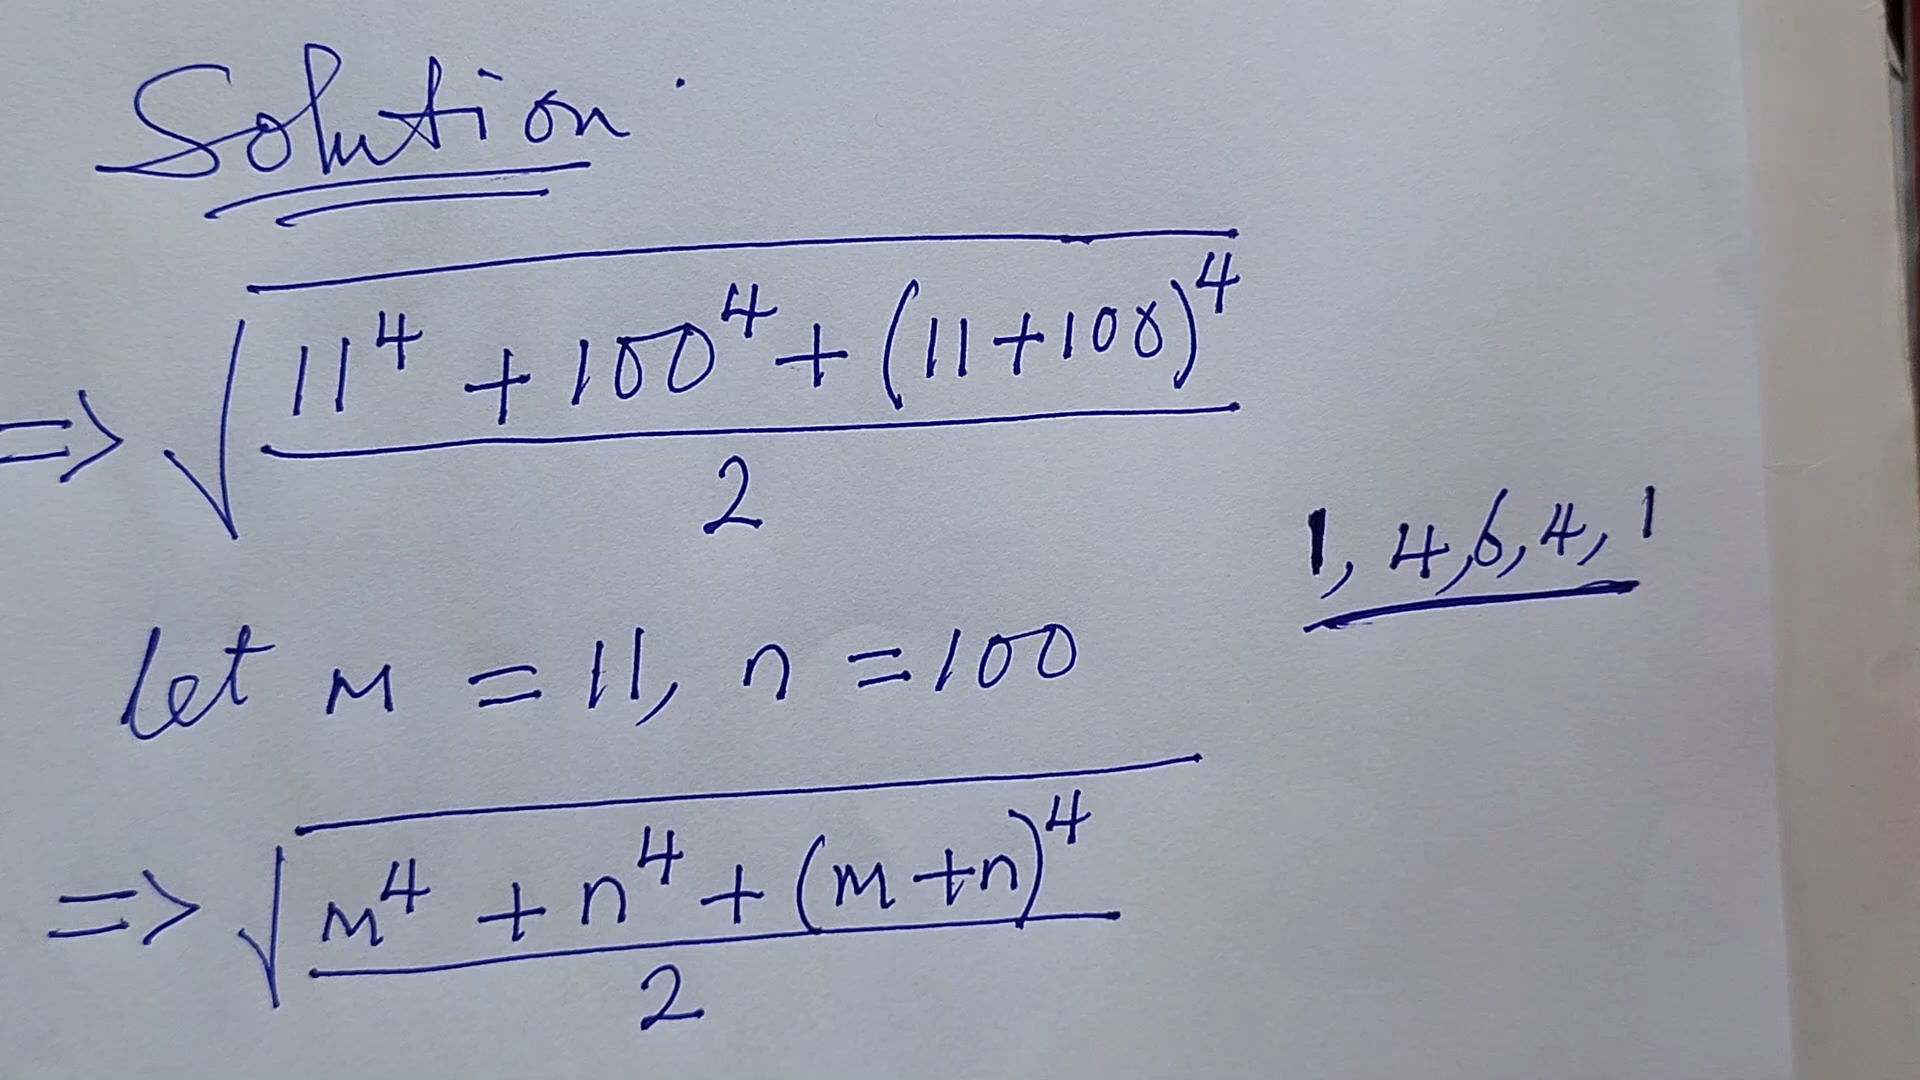 Solution
=> √(11⁴ + 100⁴ + (11+100)⁴ / 2)
1, 4, 6, 4, 1
Let m = 11, n = 100
=> √(m⁴ + n⁴ + (m+n)⁴ / 2)